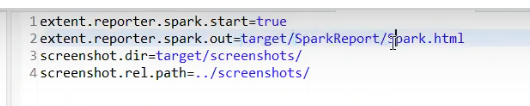 1 extent.reporter.spark.start=true
2 extent.reporter.spark.out=target/SparkReport/Spark.html
3 screenshot.dir=target/screenshots/
4 screenshot.rel.path=../screenshots/